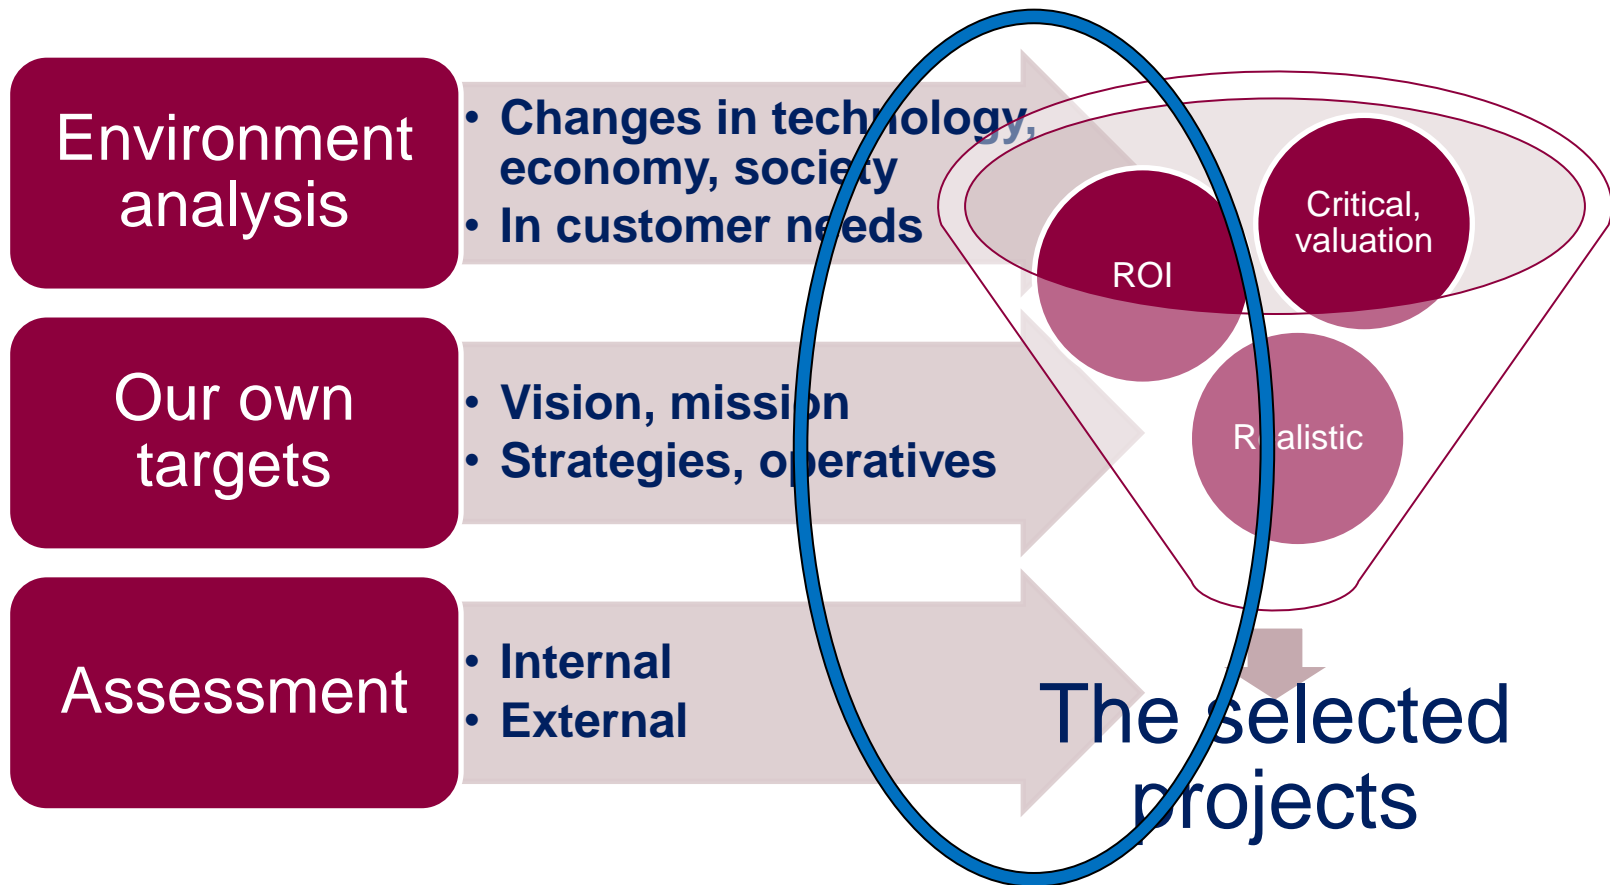 Environment
analysis
• Changes in technology,
economy, society
• In customer needs
Our own
targets
• Vision, mission
• Strategies, operatives
Assessment
• Internal
• External
Critical,
valuation
ROI
Realistic
The selected
projects